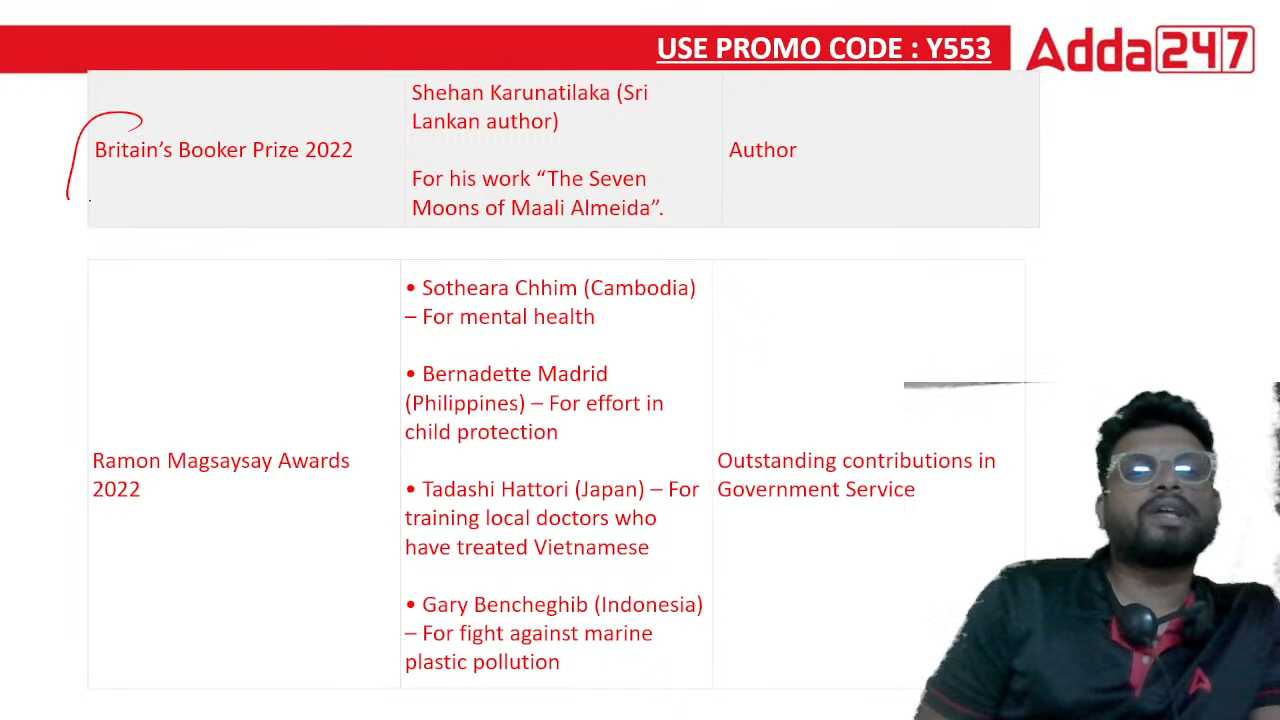 USE PROMO CODE : Y553
Adda247
Britain's Booker Prize 2022
Shehan Karunatilaka (Sri
Lankan author)
For his work “The Seven
Moons of Maali Almeida”.
Author
Ramon Magsaysay Awards
2022
• Sotheara Chhim (Cambodia)
– For mental health
• Bernadette Madrid
(Philippines) – For effort in
child protection
• Tadashi Hattori (Japan) – For
training local doctors who
have treated Vietnamese
• Gary Bencheghib (Indonesia)
– For fight against marine
plastic pollution
Outstanding contributions in
Government Service